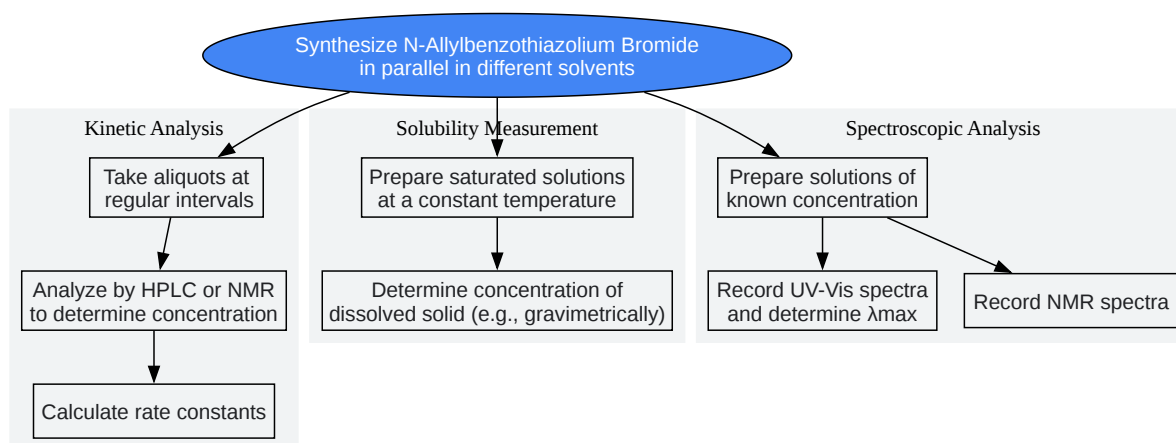 Synthesize N-Allylbenzothiazolium Bromide
in parallel in different solvents
Kinetic Analysis
Take aliquots at
regular intervals
Analyze by HPLC or NMR
to determine concentration
Calculate rate constants
Solubility Measurement
Prepare saturated solutions
at a constant temperature
Determine concentration of
dissolved solid (e.g., gravimetrically)
Spectroscopic Analysis
Prepare solutions of
known concentration
Record UV-Vis spectra
and determine λmax
Record NMR spectra